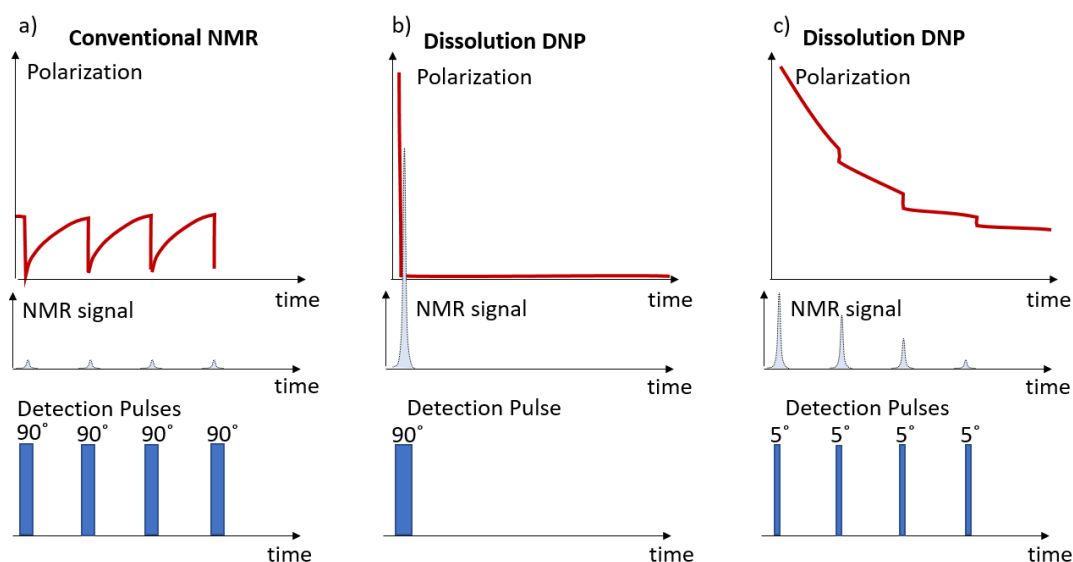 a)
Conventional NMR
Polarization
time
NMR signal
time
Detection Pulses
90˚ 90˚ 90˚ 90˚
time
b)
Dissolution DNP
Polarization
time
NMR signal
time
Detection Pulse
90˚
time
c)
Dissolution DNP
Polarization
time
NMR signal
time
Detection Pulses
5˚ 5˚ 5˚ 5˚
time